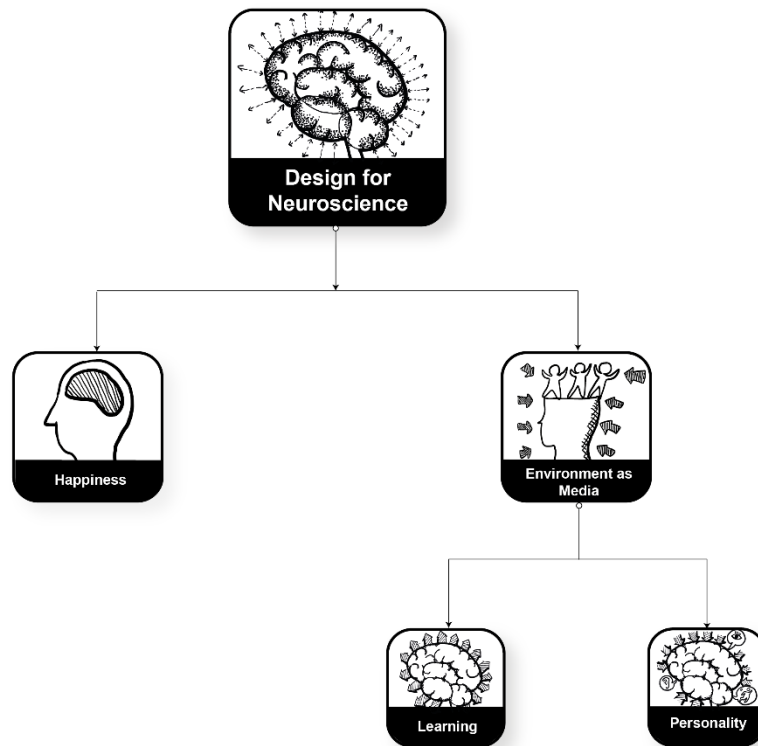 Design for
Neuroscience
Happiness
Environment as
Media
Learning
Personality